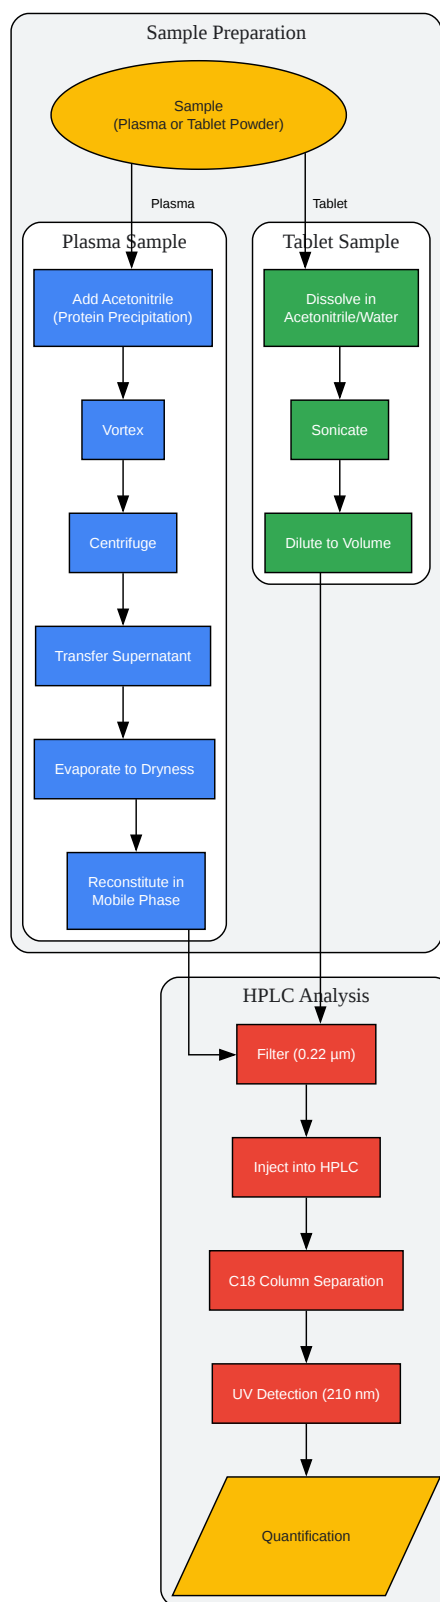 Sample Preparation
Sample
(Plasma or Tablet Powder)
Plasma
Tablet
Plasma Sample
Add Acetonitrile
(Protein Precipitation)
Vortex
Centrifuge
Transfer Supernatant
Evaporate to Dryness
Reconstitute in
Mobile Phase
Tablet Sample
Dissolve in
Acetonitrile/Water
Sonicate
Dilute to Volume
HPLC Analysis
Filter (0.22 µm)
Inject into HPLC
C18 Column Separation
UV Detection (210 nm)
Quantification